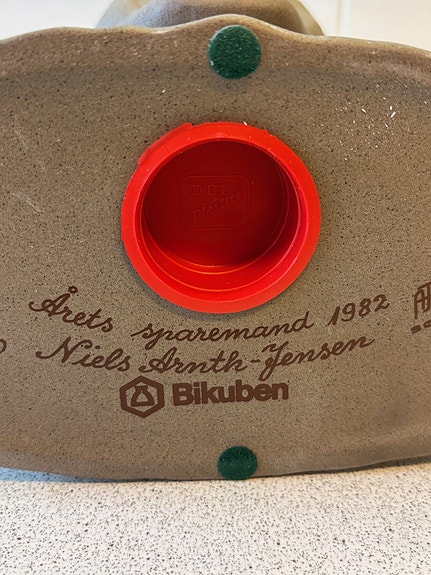 Årets sparemand 1982
Niels Arnth-Jensen
Bikuben